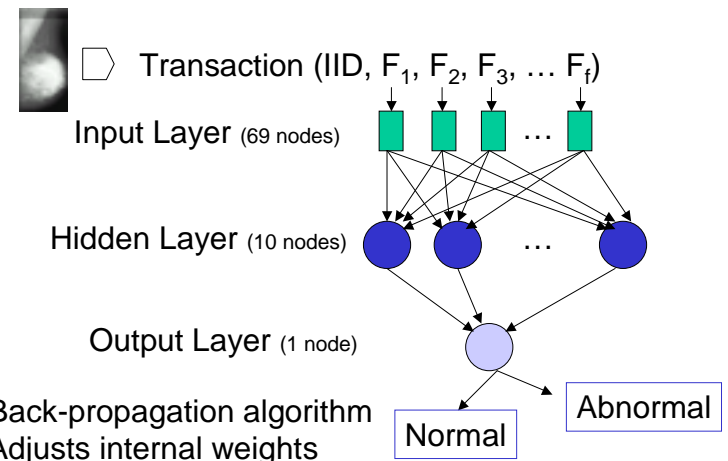 Transaction (IID, F1, F2, F3, … Ff)
Input Layer (69 nodes)
…
Hidden Layer (10 nodes)
…
Output Layer (1 node)
Back-propagation algorithm
Adjusts internal weights
Normal
Abnormal